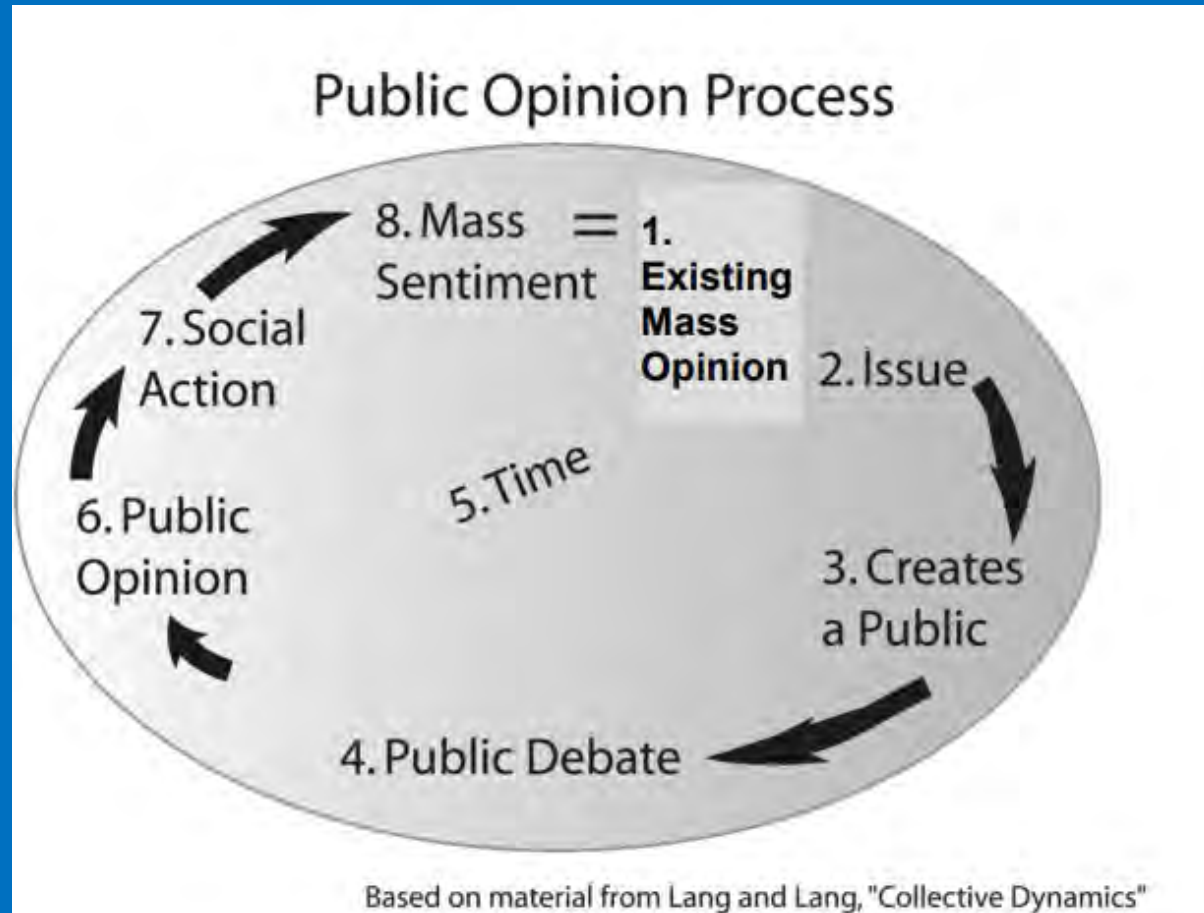 Public Opinion Process
1.
Existing
Mass
Opinion
2. Issue
3. Creates
a Public
4. Public Debate
5. Time
6. Public
Opinion
7. Social
Action
8. Mass =
Sentiment
Based on material from Lang and Lang, "Collective Dynamics"